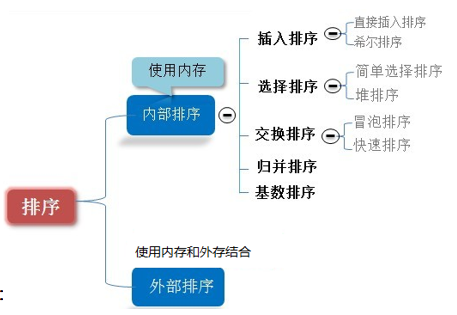 直接插入排序
插入排序
希尔排序
使用内存
简单选择排序
选择排序
堆排序
内部排序
冒泡排序
交换排序
快速排序
归并排序
基数排序
排序
使用内存和外存结合
外部排序
: